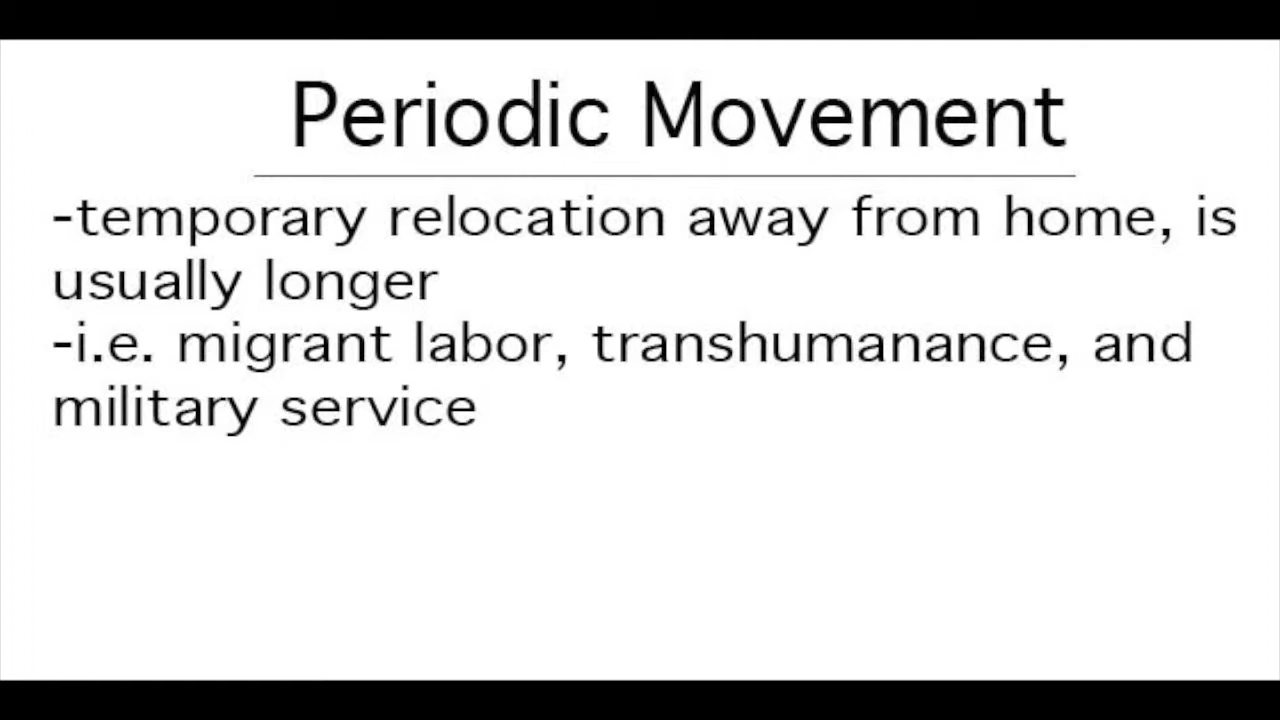 Periodic Movement
-temporary relocation away from home, is
usually longer
-i.e. migrant labor, transhumanance, and
military service